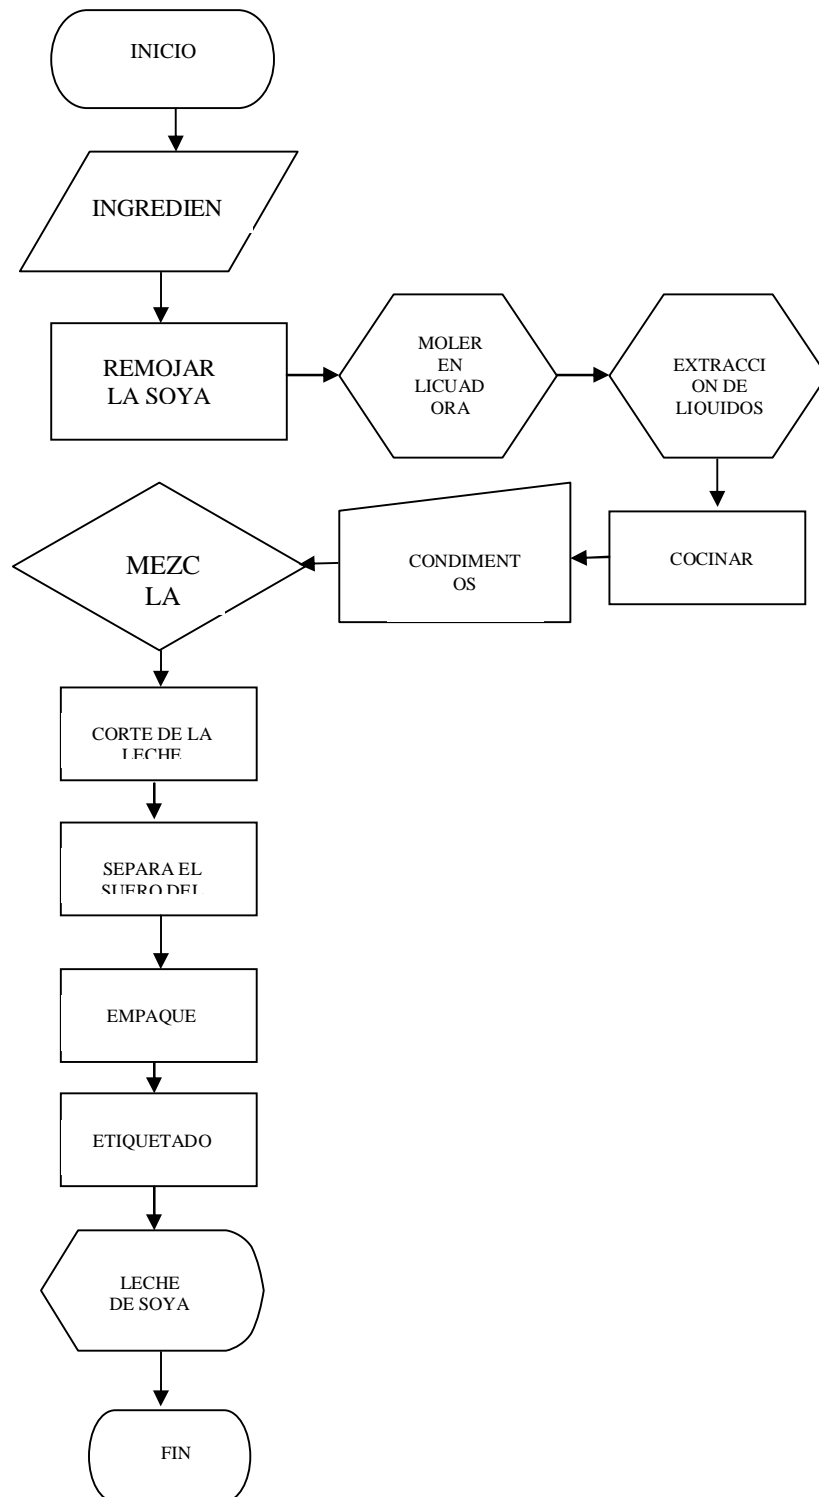 INICIO
INGREDIEN
REMOJAR
LA SOYA
MOLER
EN
LICUAD
ORA
EXTRACCI
ON DE
LIQUIDOS
COCINAR
CONDIMENT
OS
MEZC
LA
CORTE DE LA
LECHE
SEPARA EL
SUERO DEL
EMPAQUE
ETIQUETADO
LECHE
DE SOYA
FIN